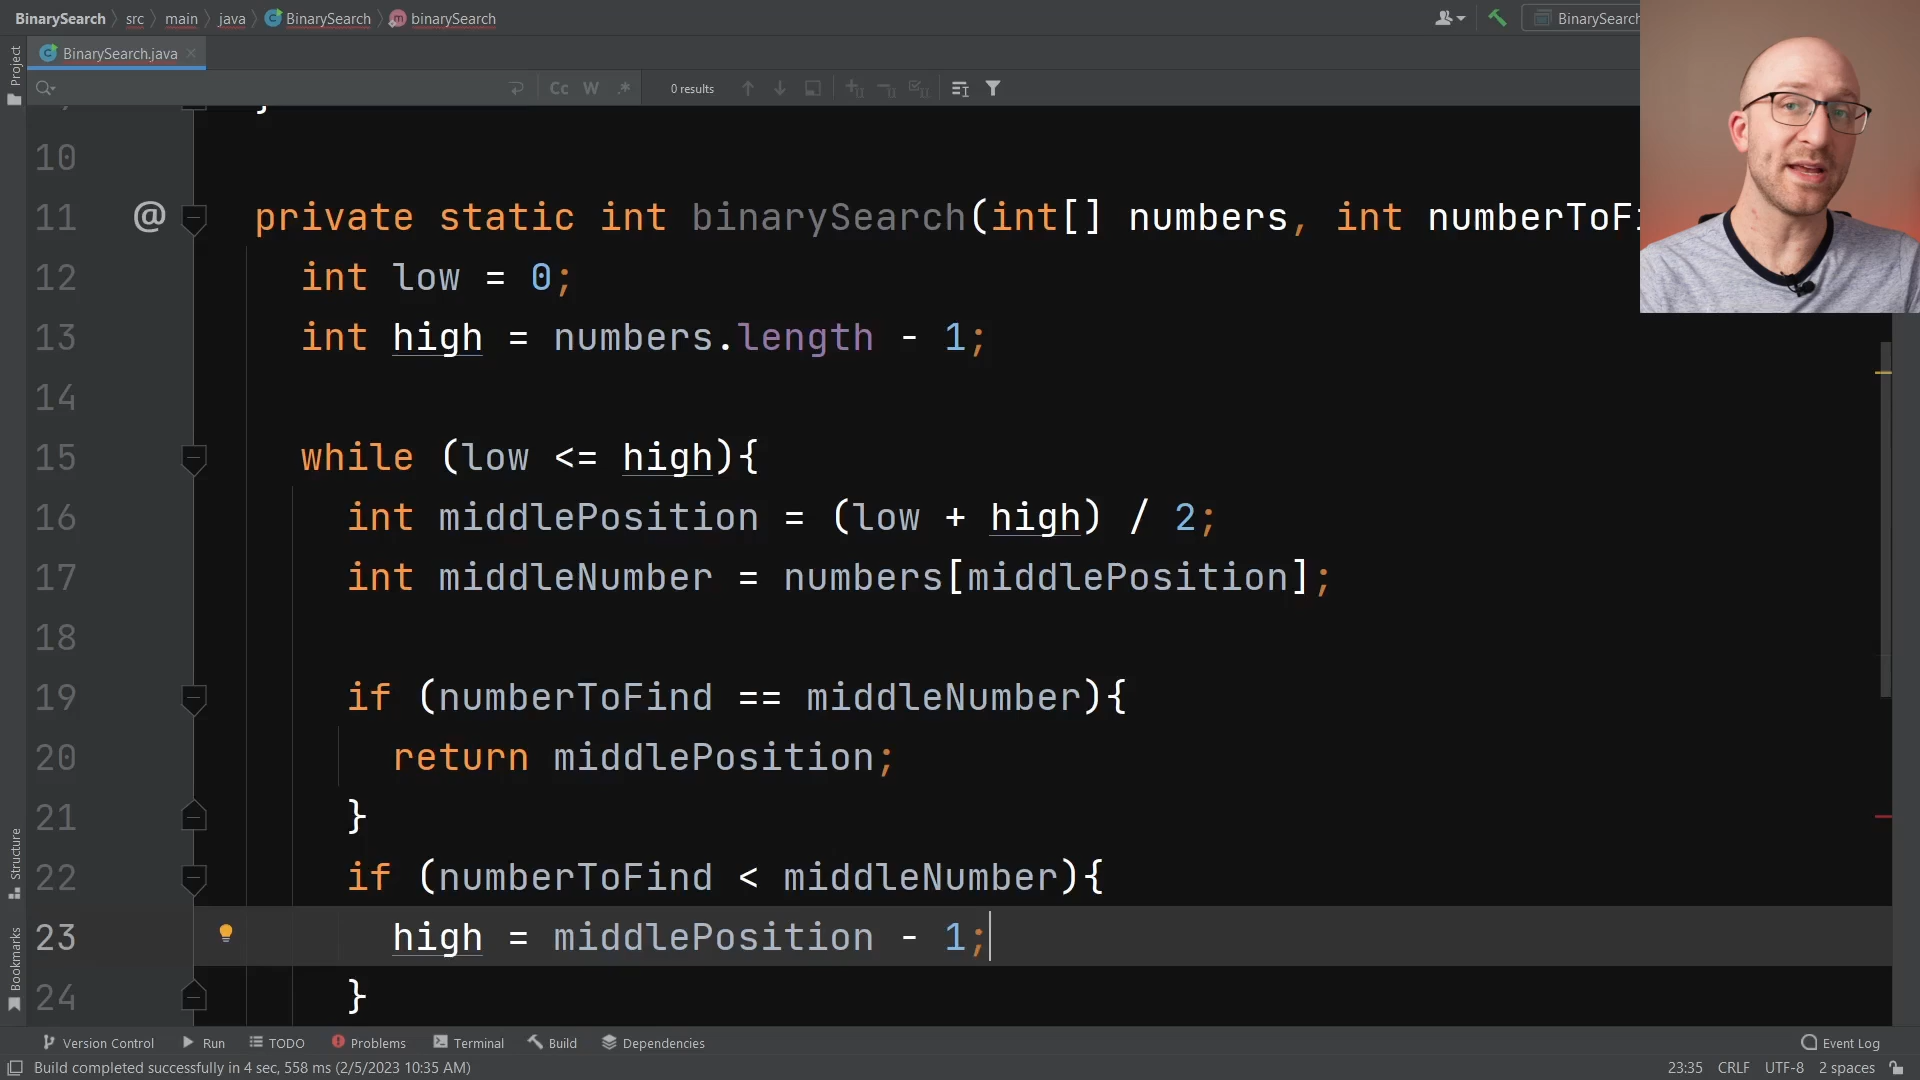 BinarySearch src main java BinarySearch binarySearch
BinarySearch
BinarySearch.java
Project
Cc W .* 0 results
10
11 @ private static int binarySearch(int[] numbers, int numberToFi
12 int low = 0;
13 int high = numbers.length - 1;
14
15 while (low <= high){
16 int middlePosition = (low + high) / 2;
17 int middleNumber = numbers[middlePosition];
18
19 if (numberToFind == middleNumber){
20 return middlePosition;
21 }
22 if (numberToFind < middleNumber){
23 high = middlePosition - 1;
24 }
Structure
Bookmarks
Version Control Run TODO Problems Terminal Build Dependencies Event Log
Build completed successfully in 4 sec, 558 ms (2/5/2023 10:35 AM) 23:35 CRLF UTF-8 2 spaces